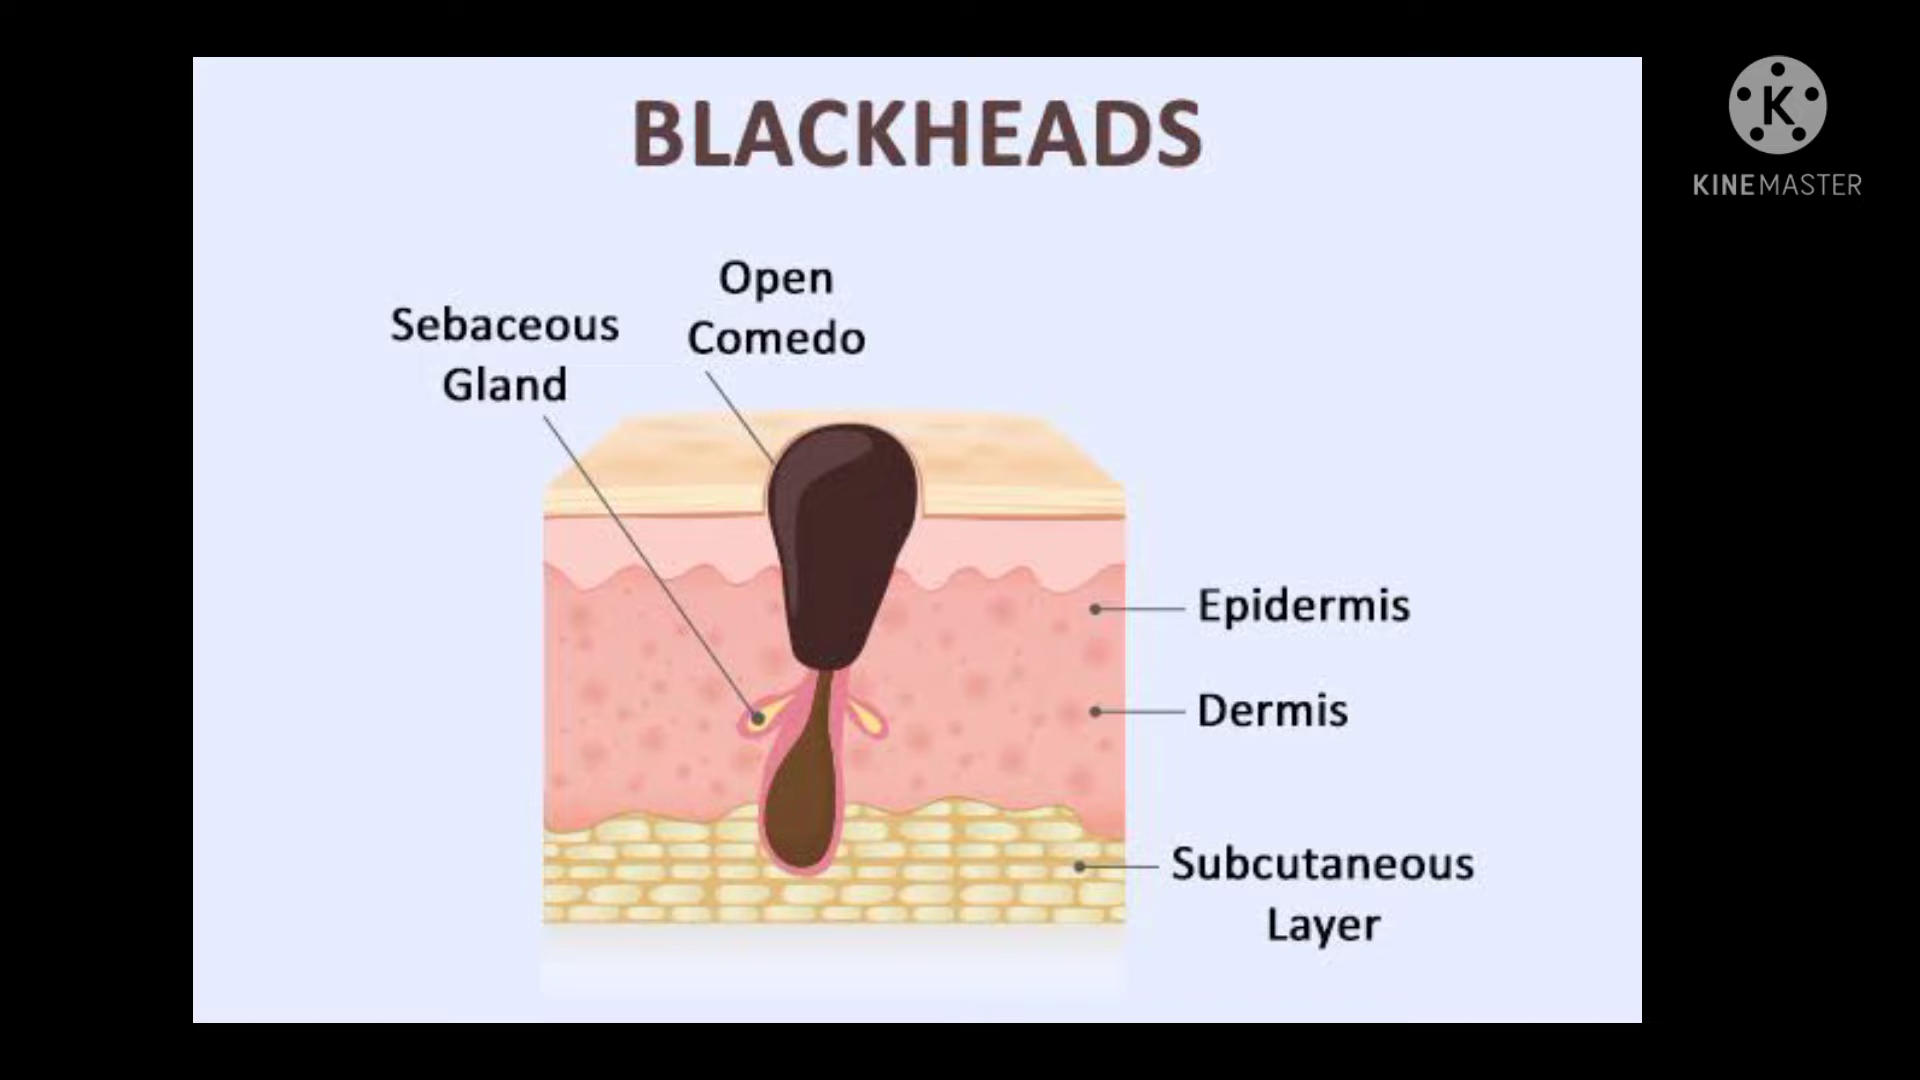 BLACKHEADS
K
KINEMASTER
Open
Comedo
Sebaceous
Gland
Epidermis
Dermis
Subcutaneous
Layer